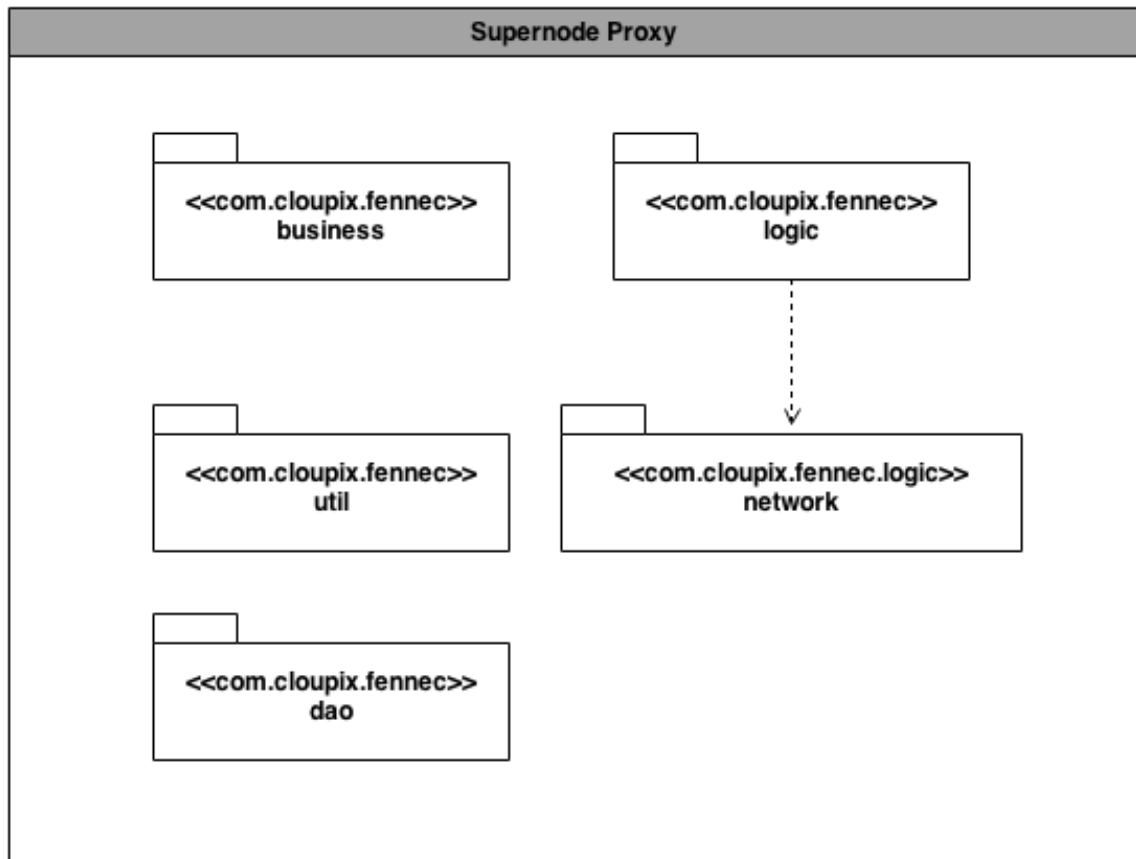 Supernode Proxy
<<com.cloupix.fennec>>
business
<<com.cloupix.fennec>>
logic
<<com.cloupix.fennec>>
util
<<com.cloupix.fennec.logic>>
network
<<com.cloupix.fennec>>
dao